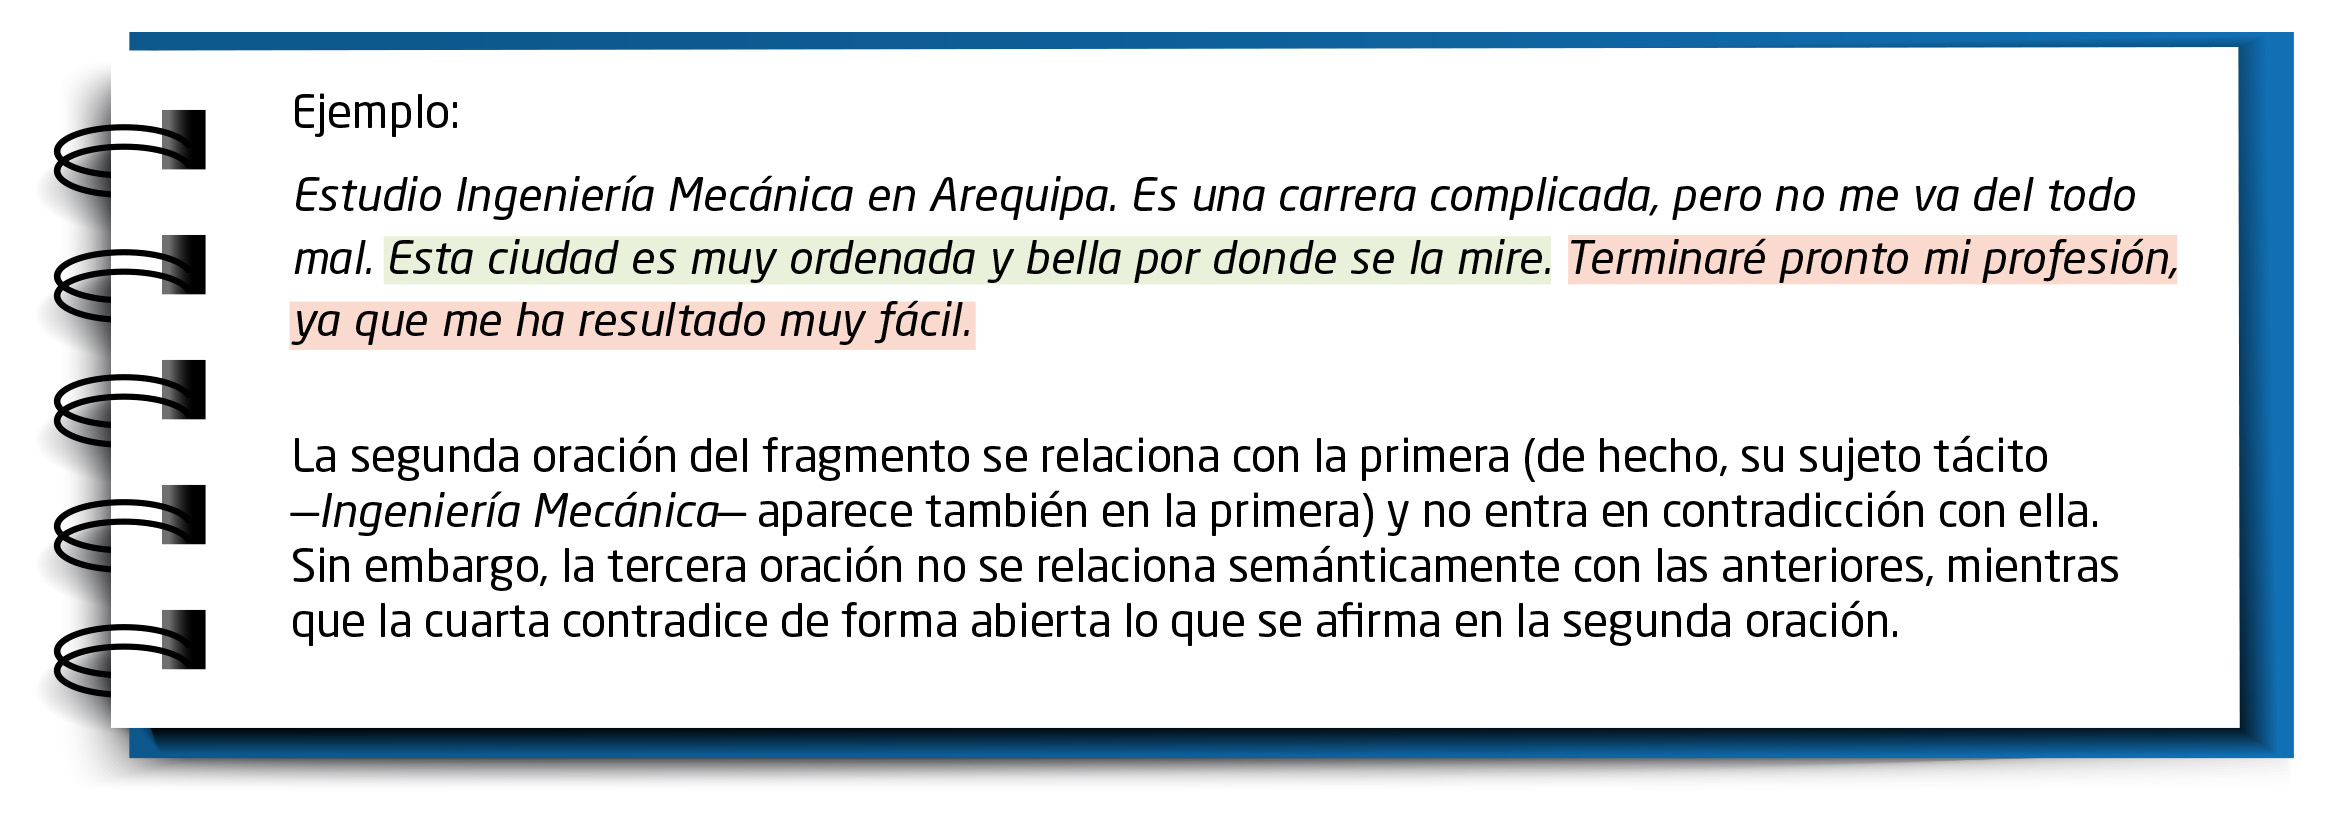 Ejemplo:
Estudio Ingeniería Mecánica en Arequipa. Es una carrera complicada, pero no me va del todo
mal. Esta ciudad es muy ordenada y bella por donde se la mire. Terminaré pronto mi profesión,
ya que me ha resultado muy fácil.
La segunda oración del fragmento se relaciona con la primera (de hecho, su sujeto tácito
—Ingeniería Mecánica— aparece también en la primera) y no entra en contradicción con ella.
Sin embargo, la tercera oración no se relaciona semánticamente con las anteriores, mientras
que la cuarta contradice de forma abierta lo que se afirma en la segunda oración.